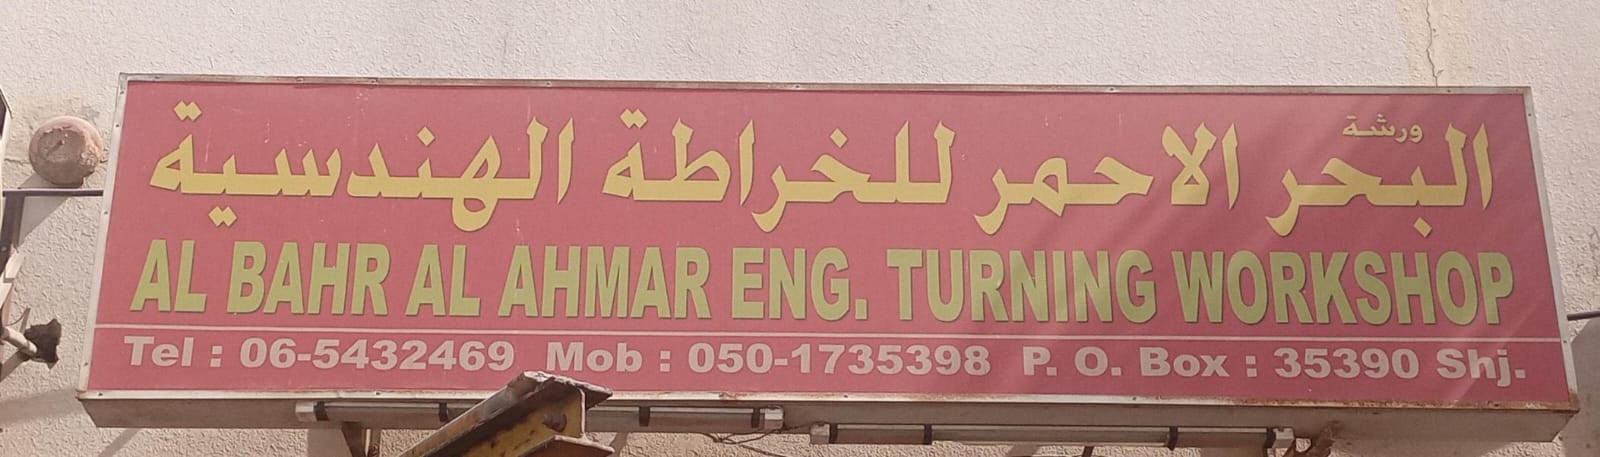 ورشة
البحر الاحمر للخراطة الهندسية
AL BAHR AL AHMAR ENG. TURNING WORKSHOP
Tel : 06-5432469 Mob : 050-1735398 P. O. Box : 35390 Shj.